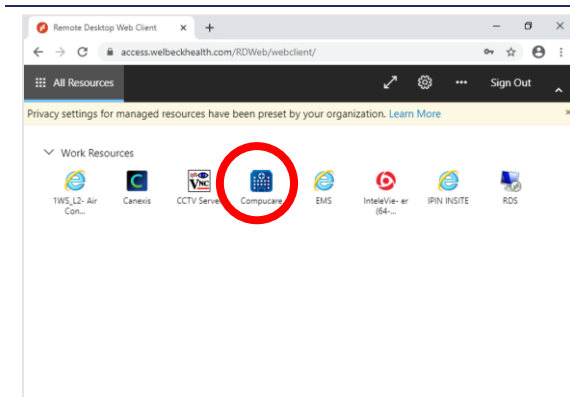 Remote Desktop Web Client
access.welbeckhealth.com/RDWeb/webclient/
All Resources
Sign Out
Privacy settings for managed resources have been preset by your organization. Learn More
Work Resources
1WS_L2- Air Con...
Canexis
VNC
CCTV Server
Compucare
EMS
InteleVie- er (64-...
IPIN INSITE
RDS